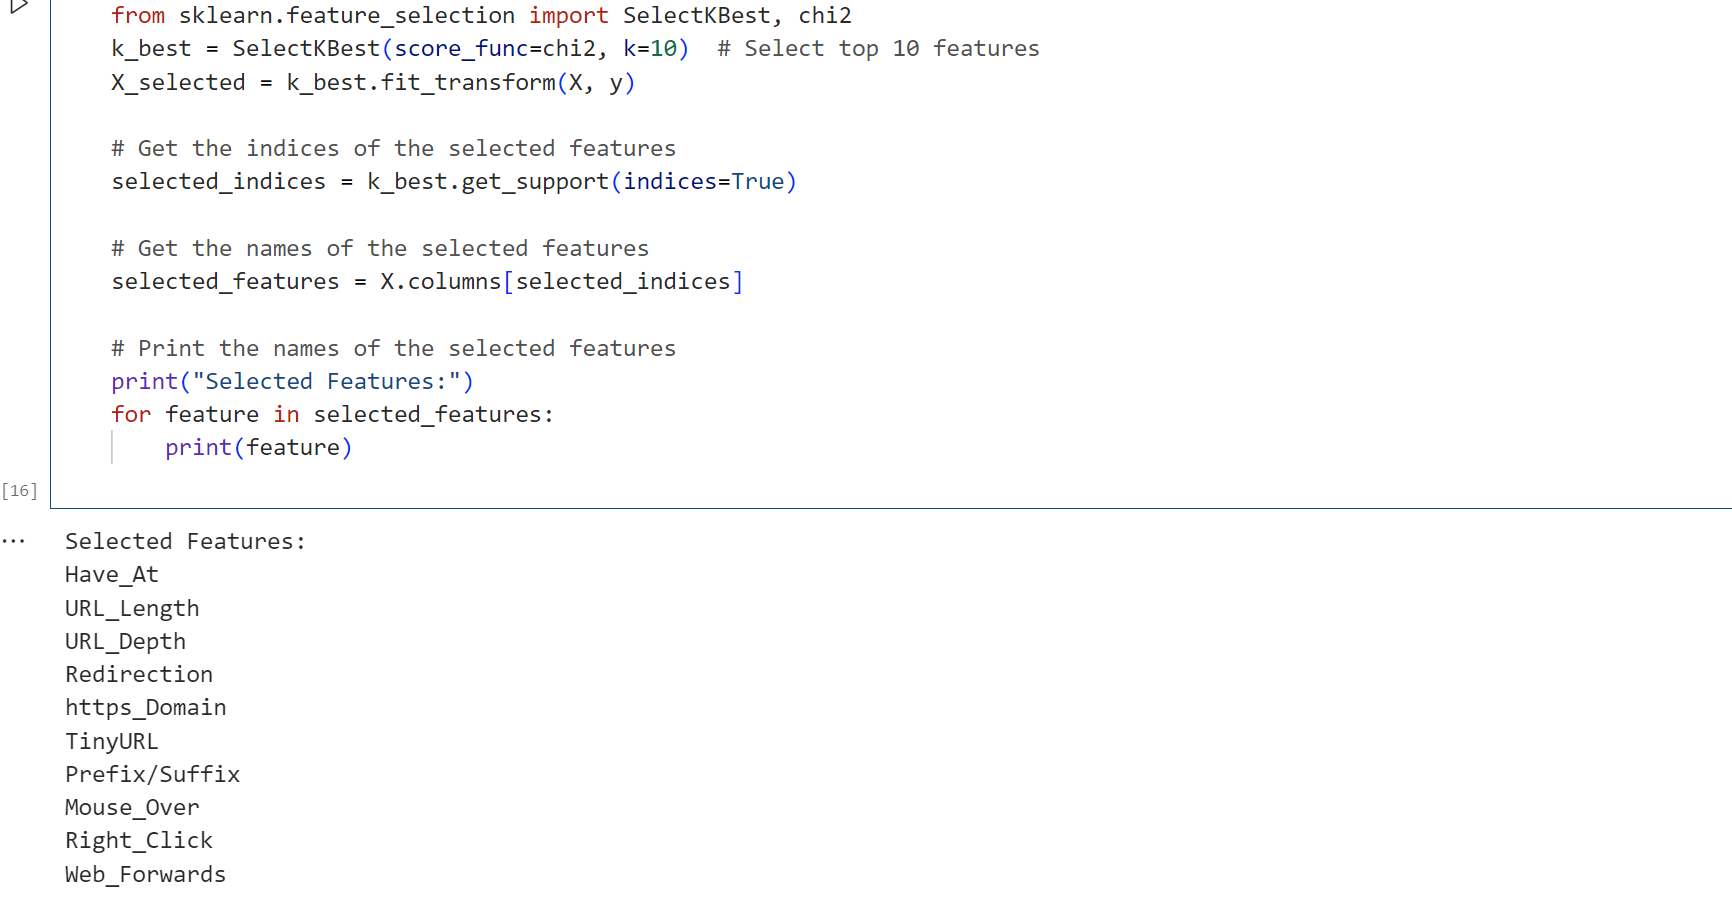 from sklearn.feature_selection import SelectKBest, chi2
k_best = SelectKBest(score_func=chi2, k=10)  # Select top 10 features
X_selected = k_best.fit_transform(X, y)
# Get the indices of the selected features
selected_indices = k_best.get_support(indices=True)
# Get the names of the selected features
selected_features = X.columns[selected_indices]
# Print the names of the selected features
print("Selected Features:")
for feature in selected_features:
    print(feature)
[16]
... Selected Features:
Have_At
URL_Length
URL_Depth
Redirection
https_Domain
TinyURL
Prefix/Suffix
Mouse_Over
Right_Click
Web_Forwards